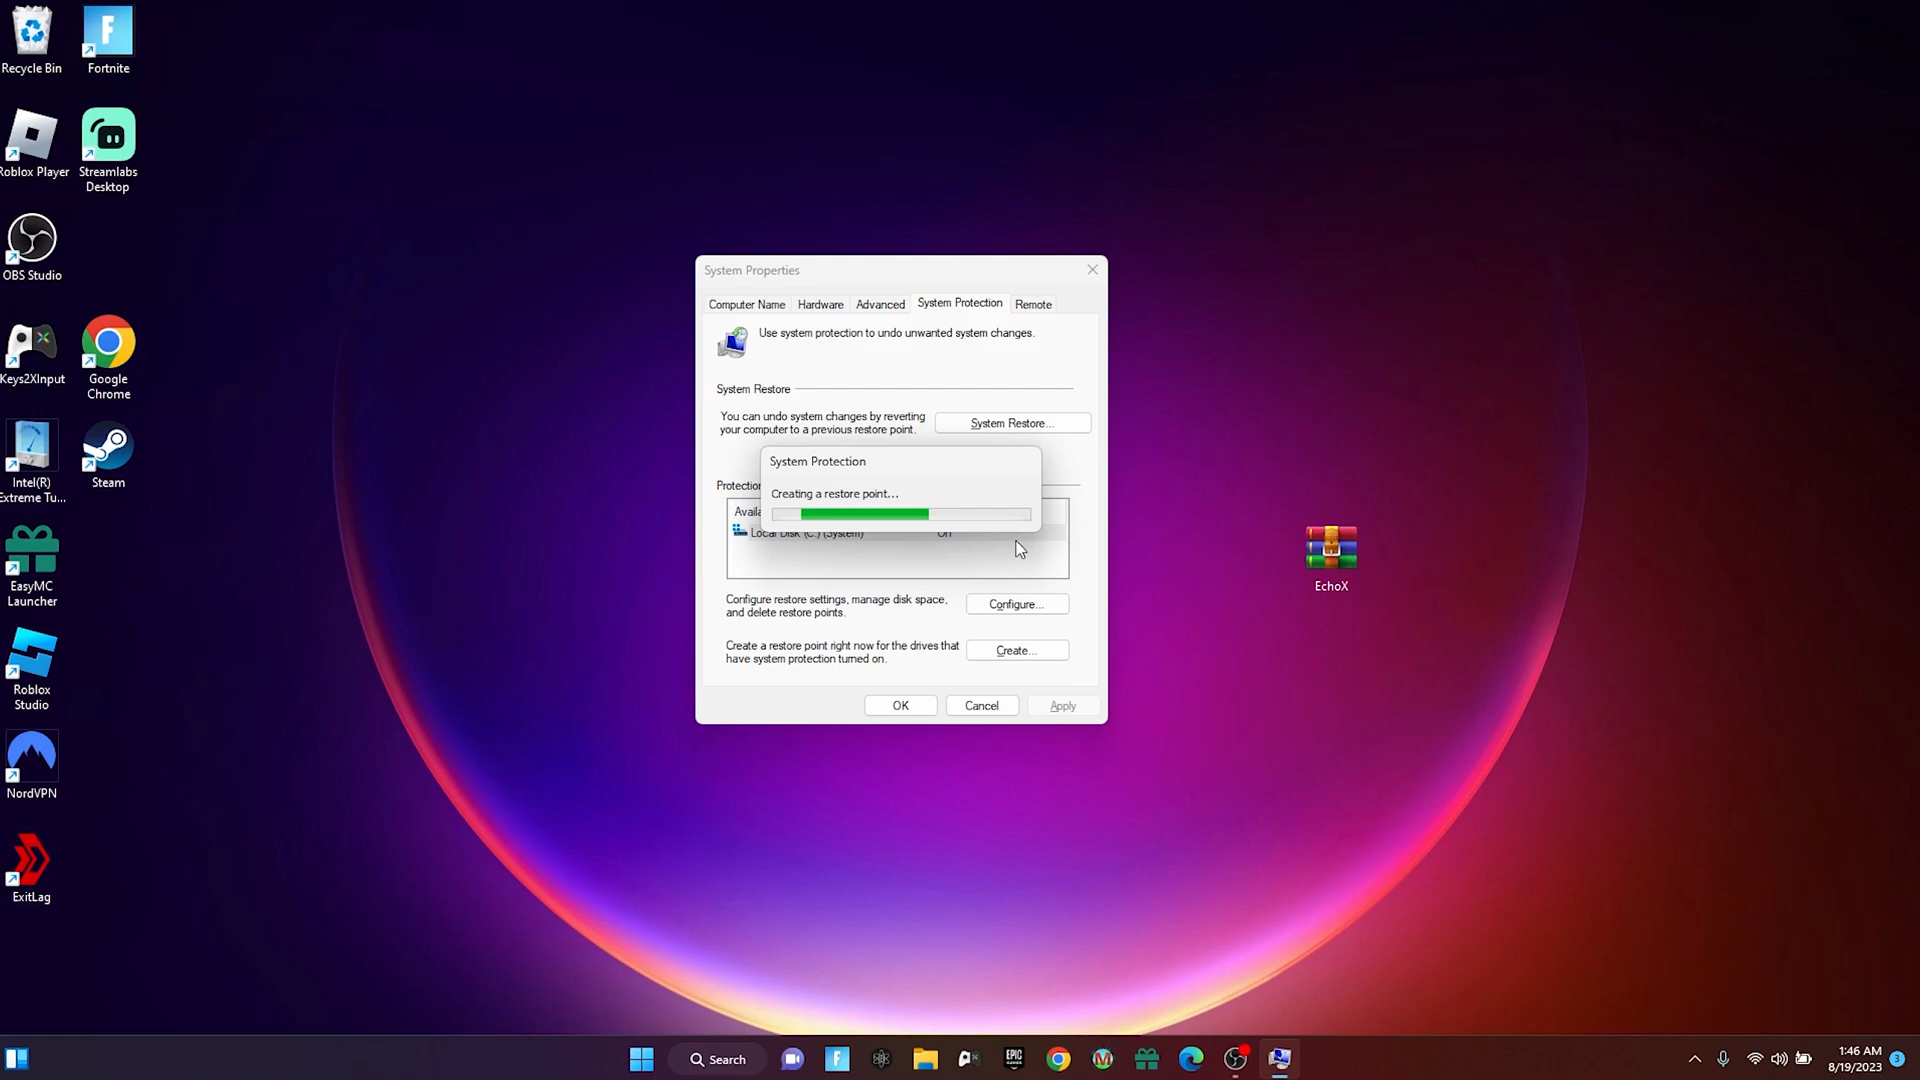 Recycle Bin
Fortnite
Roblox Player
Streamlabs
Desktop
OBS Studio
Keys2XInput
Google
Chrome
Intel(R)
Extreme Tu...
Steam
EasyMC
Launcher
Roblox
Studio
NordVPN
ExitLag
System Properties
Computer Name
Hardware
Advanced
System Protection
Remote
Use system protection to undo unwanted system changes.
System Restore
You can undo system changes by reverting
your computer to a previous restore point.
System Restore...
System Protection
Creating a restore point...
Protection
Availa
Local Disk (C:) (System)
On
Configure restore settings, manage disk space,
and delete restore points.
Configure...
Create a restore point right now for the drives that
have system protection turned on.
Create...
OK
Cancel
Apply
EchoX
Search
EPIC
GAMES
1:46 AM
8/19/2023
3